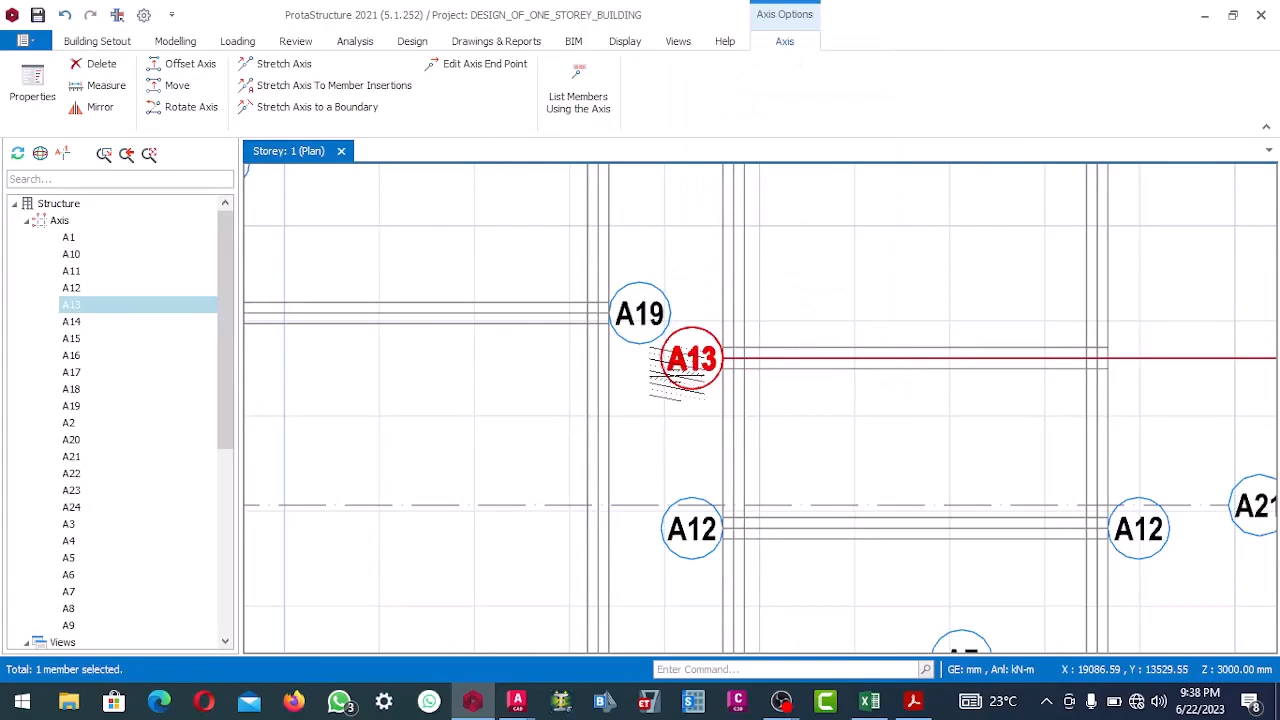 ProtaStructure 2021 (5.1.252) / Project: DESIGN_OF_ONE_STOREY_BUILDING
Axis Options
Building Setout Modelling Loading Review Analysis Design Drawings & Reports BIM Display Views Help Axis
Properties
Delete
Measure
Mirror
Offset Axis
Move
Rotate Axis
Stretch Axis
Stretch Axis To Member Insertions
Stretch Axis to a Boundary
Edit Axis End Point
List Members
Using the Axis
Storey: 1 (Plan)
Search...
Structure
Axis
A1
A10
A11
A12
A13
A14
A15
A16
A17
A18
A19
A2
A20
A21
A22
A23
A24
A3
A4
A5
A6
A7
A8
A9
Views
A19
A13
A12
A12
A21
Total: 1 member selected.
Enter Command...
GE: mm, Anl: kN-m
X : 19086.59, Y : 13529.55
Z : 3000.00 mm
3
23°C
9:38 PM
6/22/2023
8